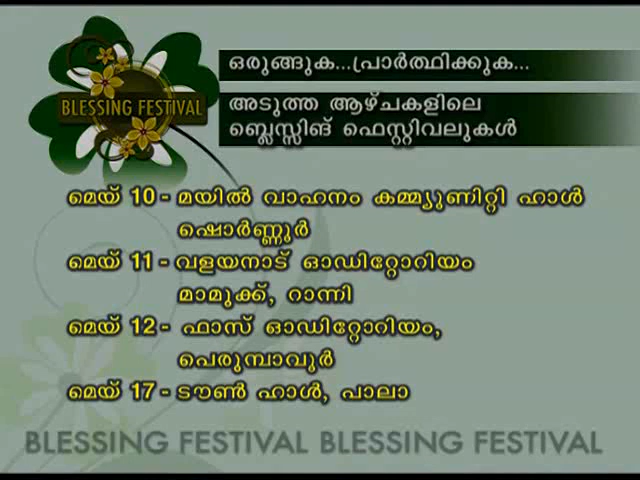 BLESSING FESTIVAL
ഒരുങ്ങുക...പ്രാർത്ഥിക്കുക...
അടുത്ത ആഴ്ചകളിലെ
ബ്ലെസ്സിങ് ഫെസ്റ്റിവലുകൾ
മെയ് 10 - മയിൽ വാഹനം കമ്മ്യൂണിറ്റി ഹാൾ
ഷൊർണ്ണൂർ
മെയ് 11 - വളയനാട് ഓഡിറ്റോറിയം
മാമുക്ക്, റാന്നി
മെയ് 12 - ഫാസ് ഓഡിറ്റോറിയം,
പെരുമ്പാവൂർ
മെയ് 17 - ടൗൺ ഹാൾ, പാലാ
BLESSING FESTIVAL BLESSING FESTIVAL